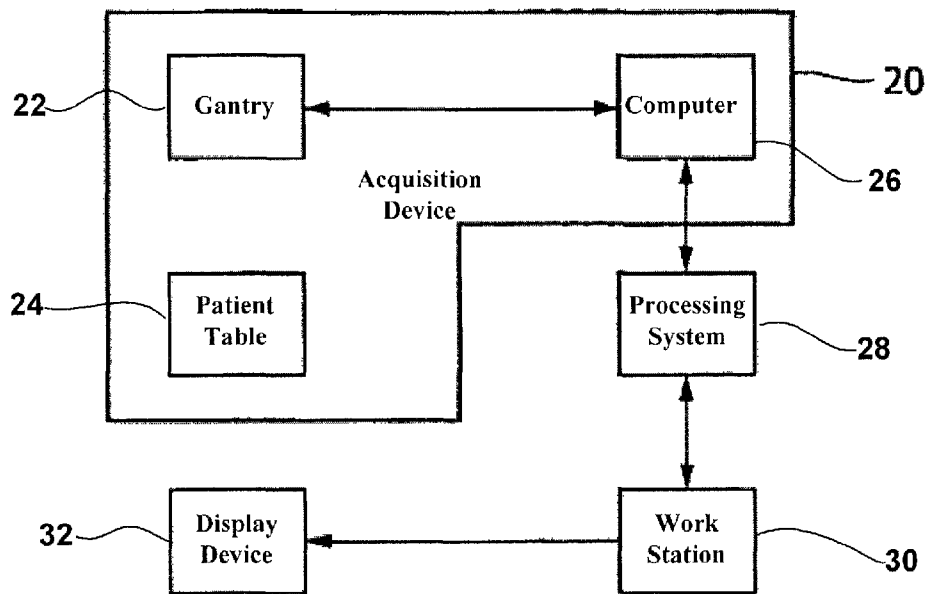 20
22
Gantry
Computer
26
Acquisition
Device
24
Patient
Table
Processing
System
28
32
Display
Device
Work
Station
30